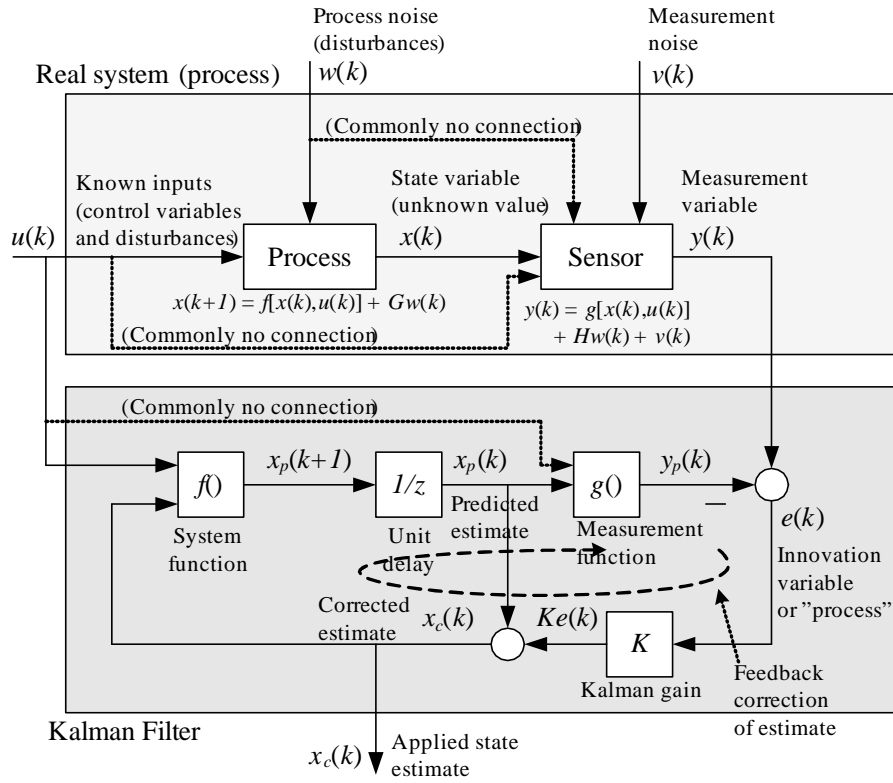 Process noise
(disturbances)
w(k)
Measurement
noise
v(k)
Real system (process)
(Commonly no connection)
Known inputs
(control variables
and disturbances)
u(k)
State variable
(unknown value)
x(k)
Measurement
variable
y(k)
Process
Sensor
x(k+1) = f[x(k),u(k)] + Gw(k)
y(k) = g[x(k),u(k)]
+ Hw(k) + v(k)
(Commonly no connection)
(Commonly no connection)
x_p(k+1)
x_p(k)
y_p(k)
f()
1/z
g()
System
function
Unit
delay
Predicted
estimate
Measurement
function
–
e(k)
Innovation
variable
or ”process”
Corrected
estimate
x_c(k)
Ke(k)
K
Kalman gain
Feedback
correction
of estimate
Kalman Filter
x_c(k)
Applied state
estimate